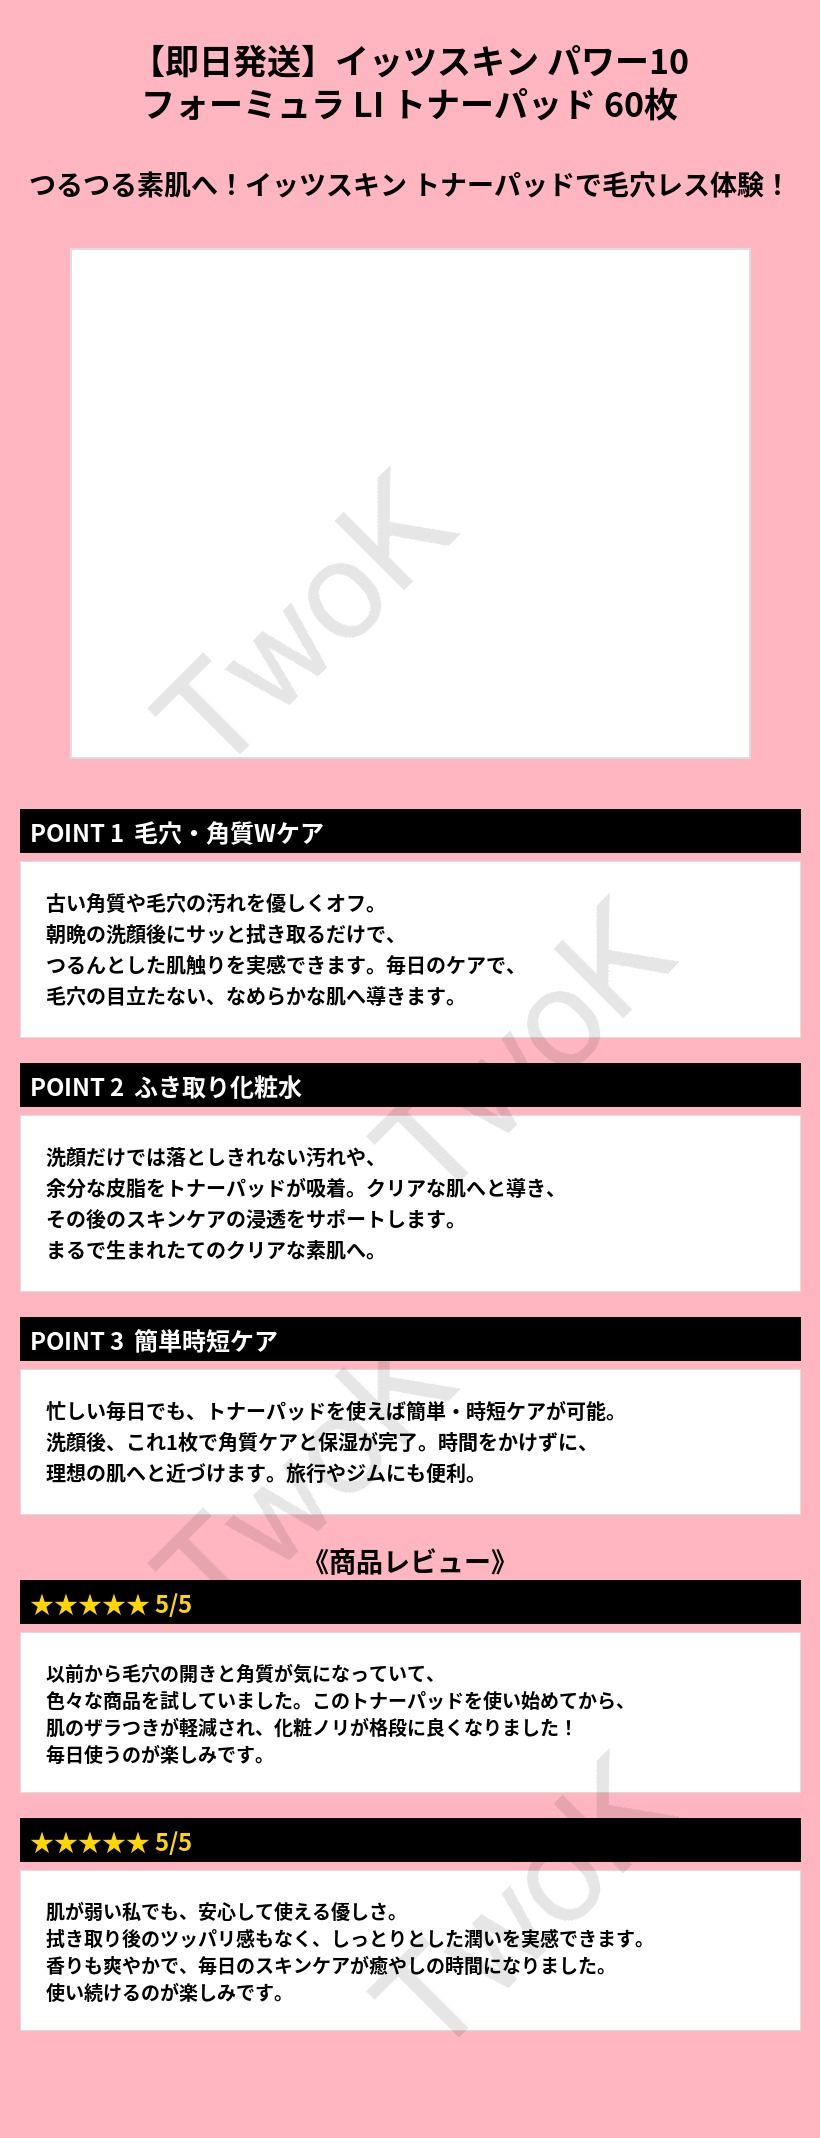 【即日発送】イッツスキン パワー10
フォーミュラ LI トナーパッド 60枚
つるつる素肌へ！イッツスキン トナーパッドで毛穴レス体験！
TwoK
POINT 1 毛穴・角質Wケア
古い角質や毛穴の汚れを優しくオフ。
朝晩の洗顔後にサッと拭き取るだけで、
つるんとした肌触りを実感できます。毎日のケアで、
毛穴の目立たない、なめらかな肌へ導きます。
TwoK
POINT 2 ふき取り化粧水
洗顔だけでは落としきれない汚れや、
余分な皮脂をトナーパッドが吸着。クリアな肌へと導き、
その後のスキンケアの浸透をサポートします。
まるで生まれたてのクリアな素肌へ。
POINT 3 簡単時短ケア
忙しい毎日でも、トナーパッドを使えば簡単・時短ケアが可能。
洗顔後、これ1枚で角質ケアと保湿が完了。時間をかけずに、
理想の肌へと近づけます。旅行やジムにも便利。
TwoK
《商品レビュー》
★★★★★ 5/5
以前から毛穴の開きと角質が気になっていて、
色々な商品を試していました。このトナーパッドを使い始めてから、
肌のザラつきが軽減され、化粧ノリが格段に良くなりました！
毎日使うのが楽しみです。
★★★★★ 5/5
肌が弱い私でも、安心して使える優しさ。
拭き取り後のツッパリ感もなく、しっとりとした潤いを実感できます。
香りも爽やかで、毎日のスキンケアが癒やしの時間になりました。
使い続けるのが楽しみです。
TwoK